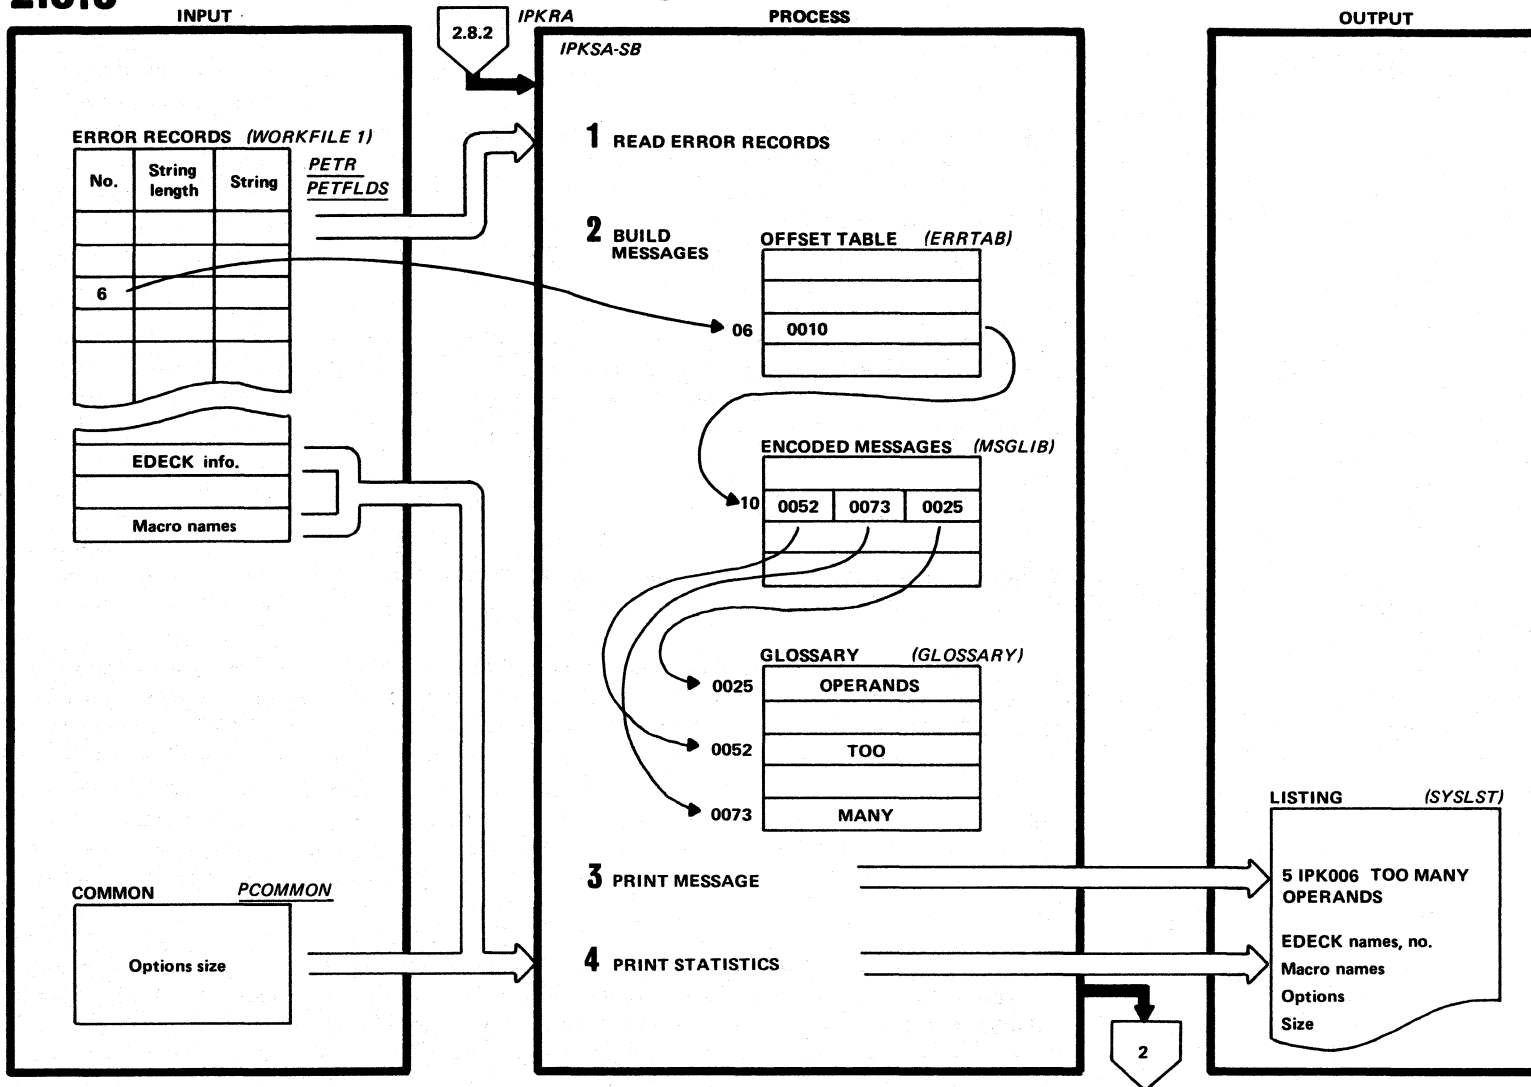 INPUT
2.8.2
IPKRA
PROCESS
OUTPUT
IPKSA-SB
ERROR RECORDS (WORKFILE 1)
No.
String
length
String
PETR
PETFLDS
6
EDECK info.
Macro names
COMMON
PCOMMON
Options size
1 READ ERROR RECORDS
2 BUILD
MESSAGES
OFFSET TABLE (ERRTAB)
06 0010
ENCODED MESSAGES (MSGLIB)
10 0052 0073 0025
GLOSSARY (GLOSSARY)
0025 OPERANDS
0052 TOO
0073 MANY
3 PRINT MESSAGE
4 PRINT STATISTICS
2
LISTING (SYSLST)
5 IPK006 TOO MANY
OPERANDS
EDECK names, no.
Macro names
Options
Size